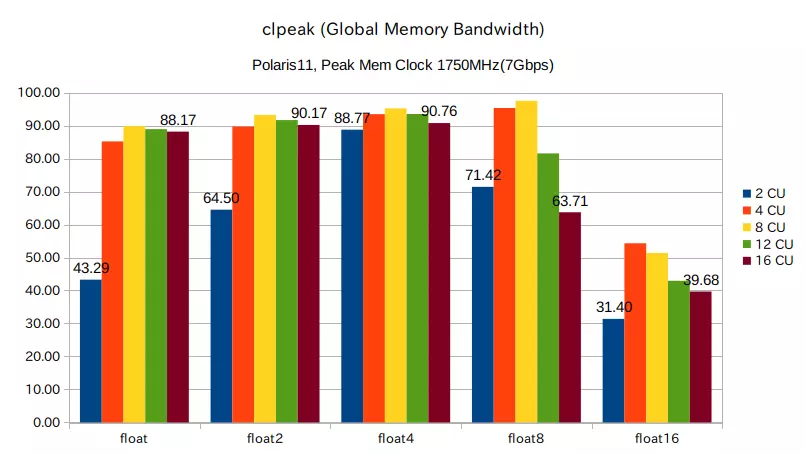 clpeak (Global Memory Bandwidth)
Polaris11, Peak Mem Clock 1750MHz(7Gbps)
100.00
90.00
80.00
70.00
60.00
50.00
40.00
30.00
20.00
10.00
0.00
43.29
88.17
64.50
90.17
88.77
90.76
71.42
63.71
31.40
39.68
float
float2
float4
float8
float16
2 CU
4 CU
8 CU
12 CU
16 CU